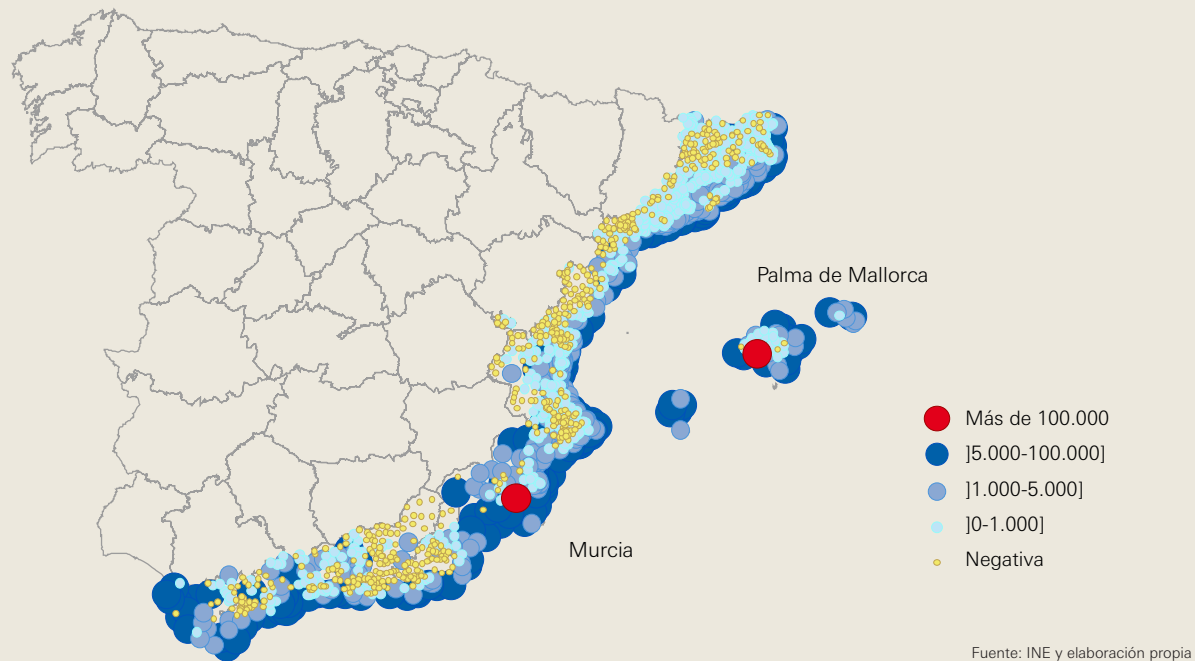 Palma de Mallorca
Más de 100.000
]5.000-100.000]
]1.000-5.000]
]0-1.000]
Negativa
Murcia
Fuente: INE y elaboración propia